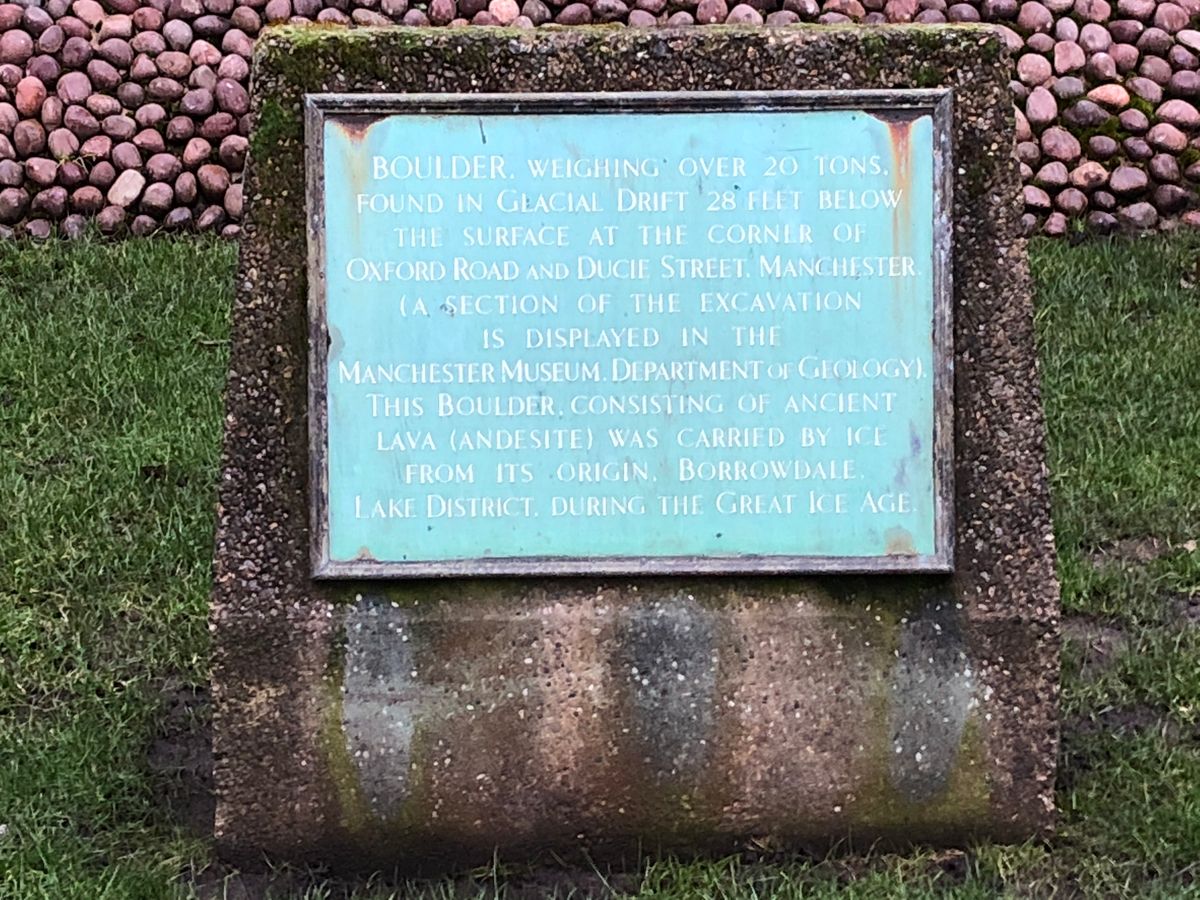 BOULDER, WEIGHING OVER 20 TONS,
FOUND IN GLACIAL DRIFT 28 FEET BELOW
THE SURFACE AT THE CORNER OF
OXFORD ROAD AND DUCIE STREET, MANCHESTER.
(A SECTION OF THE EXCAVATION
IS DISPLAYED IN THE
MANCHESTER MUSEUM, DEPARTMENT OF GEOLOGY).
THIS BOULDER, CONSISTING OF ANCIENT
LAVA (ANDESITE) WAS CARRIED BY ICE
FROM ITS ORIGIN, BORROWDALE,
LAKE DISTRICT, DURING THE GREAT ICE AGE.